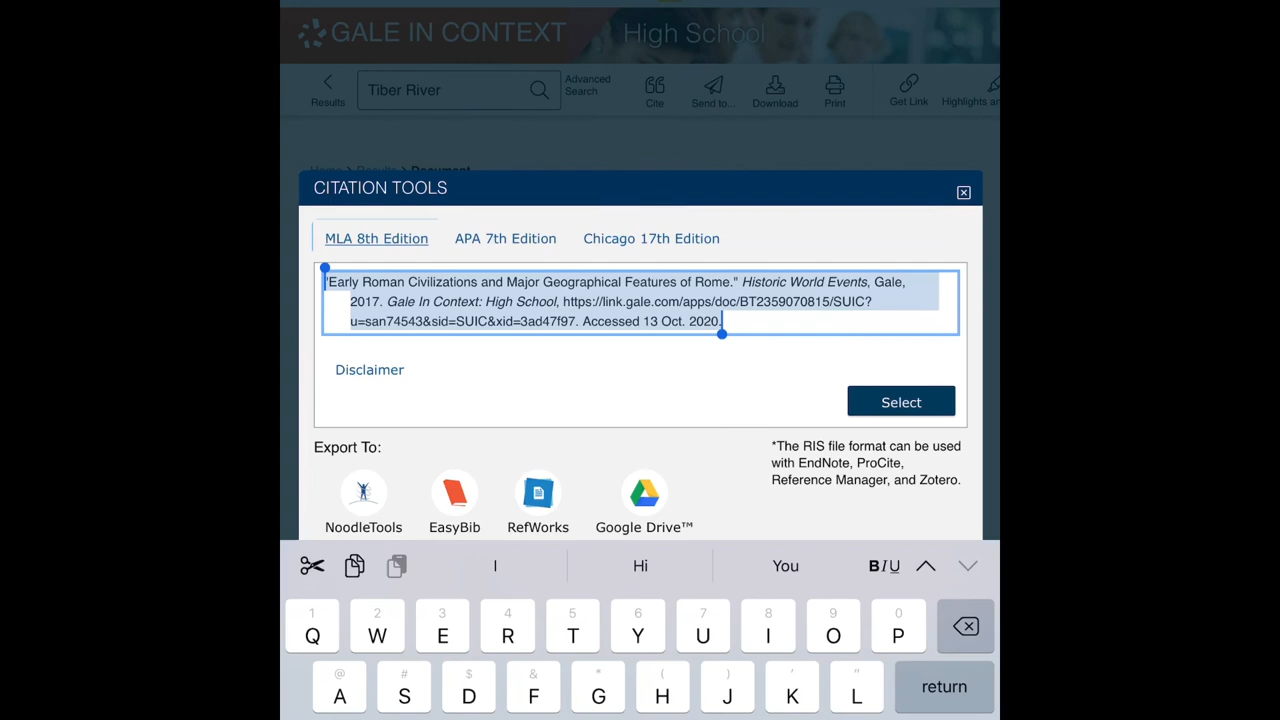 GALE IN CONTEXT High School
Results
Tiber River
Advanced
Search
Cite
Send to...
Download
Print
Get Link
Highlights an
Home > Results > Document
CITATION TOOLS
MLA 8th Edition APA 7th Edition Chicago 17th Edition
"Early Roman Civilizations and Major Geographical Features of Rome." Historic World Events, Gale,
2017. Gale In Context: High School, https://link.gale.com/apps/doc/BT2359070815/SUIC?
u=san74543&sid=SUIC&xid=3ad47f97. Accessed 13 Oct. 2020.
Disclaimer
Select
Export To:
*The RIS file format can be used
with EndNote, ProCite,
Reference Manager, and Zotero.
NoodleTools EasyBib RefWorks Google Drive™
I Hi You BIU
1 2 3 4 5 6 7 8 9 0
Q W E R T Y U I O P
@ # $ & * ( ) ' "
A S D F G H J K L return